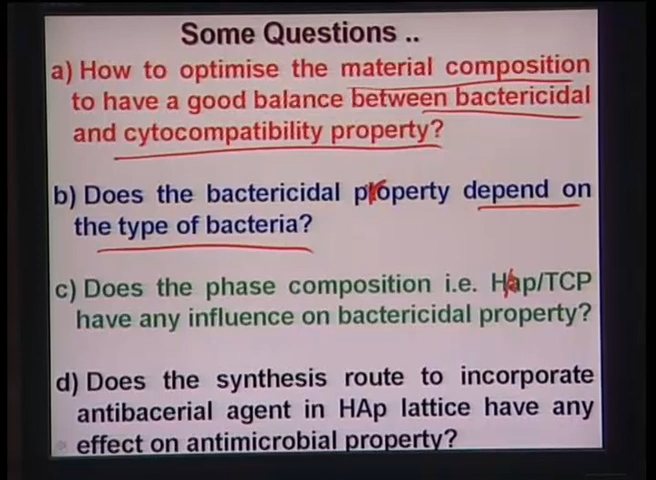 Some Questions ..
a) How to optimise the material composition
to have a good balance between bactericidal
and cytocompatibility property?
b) Does the bactericidal property depend on
the type of bacteria?
c) Does the phase composition i.e. Hap/TCP
have any influence on bactericidal property?
d) Does the synthesis route to incorporate
antibacerial agent in HAp lattice have any
effect on antimicrobial property?